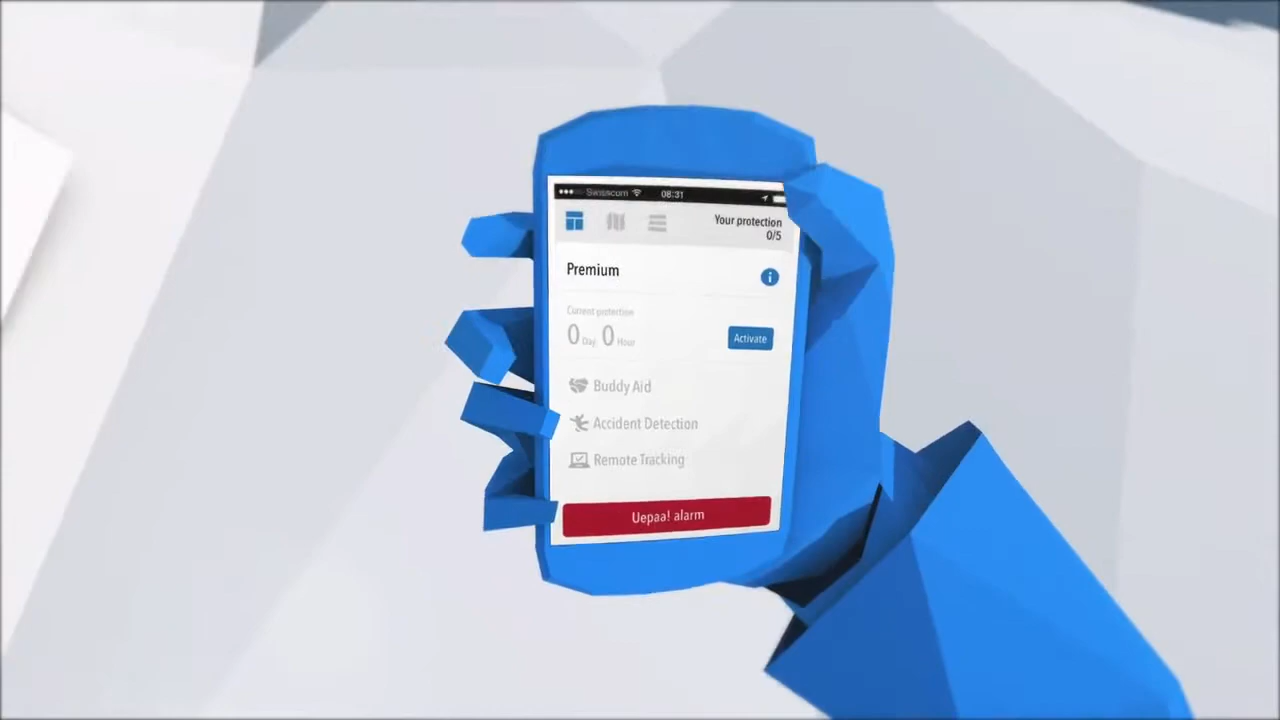 Swisscom 08:31
Your protection
0/5
Premium
i
Current protection
0 Day 0 Hour
Activate
Buddy Aid
Accident Detection
Remote Tracking
Uepaa! alarm